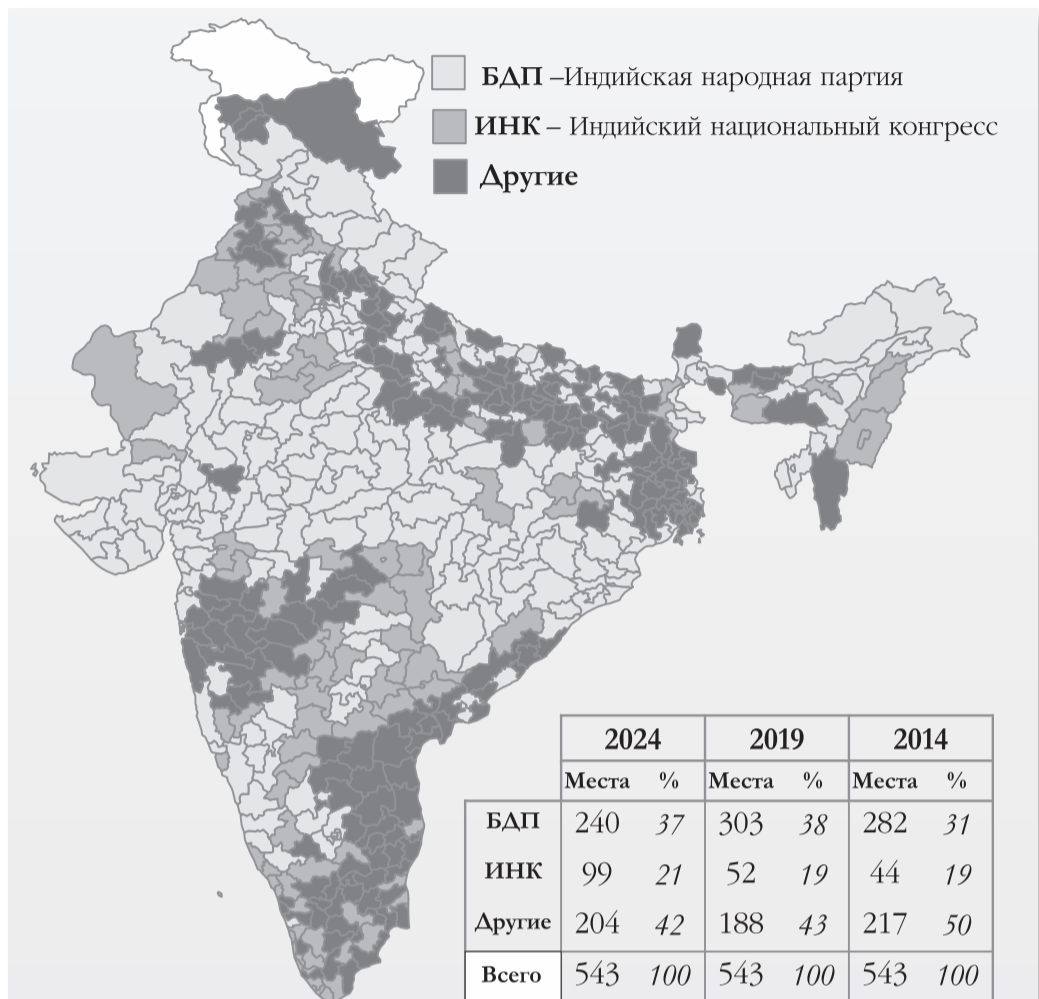 БДП –Индийская народная партия
ИНК – Индийский национальный конгресс
Другие
2024 2019 2014
Места % Места % Места %
БДП 240 37 303 38 282 31
ИНК 99 21 52 19 44 19
Другие 204 42 188 43 217 50
Всего 543 100 543 100 543 100